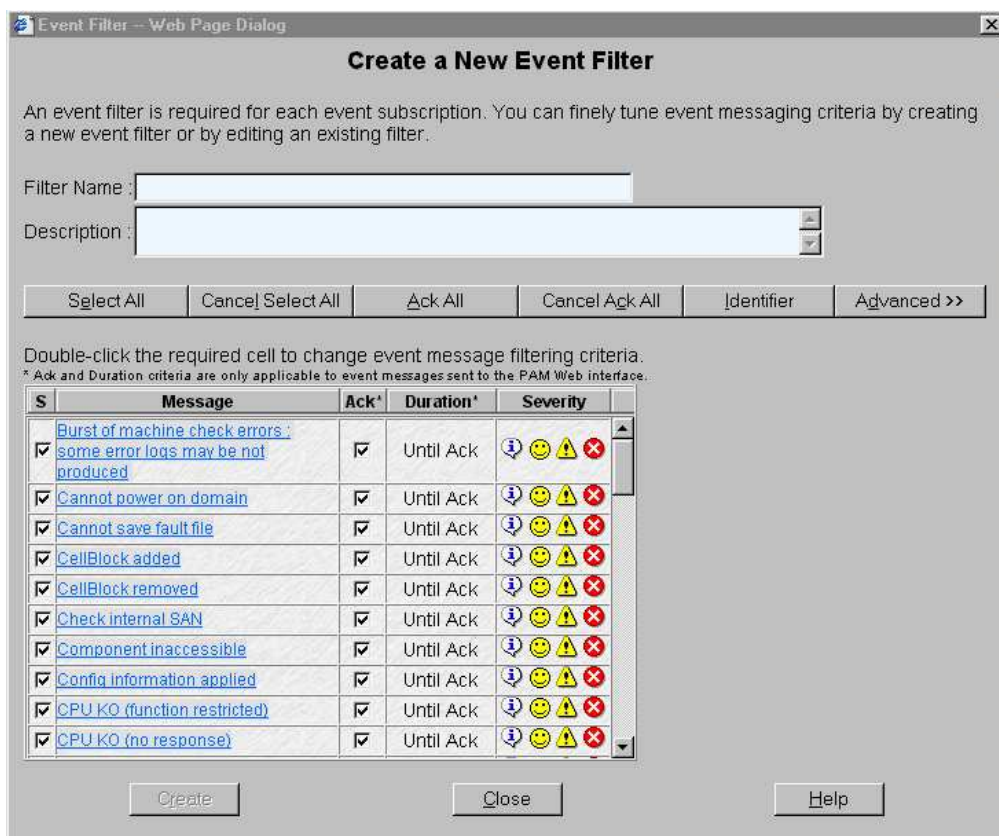 Event Filter -- Web Page Dialog
Create a New Event Filter
An event filter is required for each event subscription. You can finely tune event messaging criteria by creating
a new event filter or by editing an existing filter.
Filter Name :
Description :
Select All Cancel Select All Ack All Cancel Ack All Identifier Advanced >>
Double-click the required cell to change event message filtering criteria.
* Ack and Duration criteria are only applicable to event messages sent to the PAM Web interface.
S Message Ack* Duration* Severity
Burst of machine check errors :
some error logs may be not
produced
Until Ack
Cannot power on domain Until Ack
Cannot save fault file Until Ack
CellBlock added Until Ack
CellBlock removed Until Ack
Check internal SAN Until Ack
Component inaccessible Until Ack
Config information applied Until Ack
CPU KO (function restricted) Until Ack
CPU KO (no response) Until Ack
Create Close Help